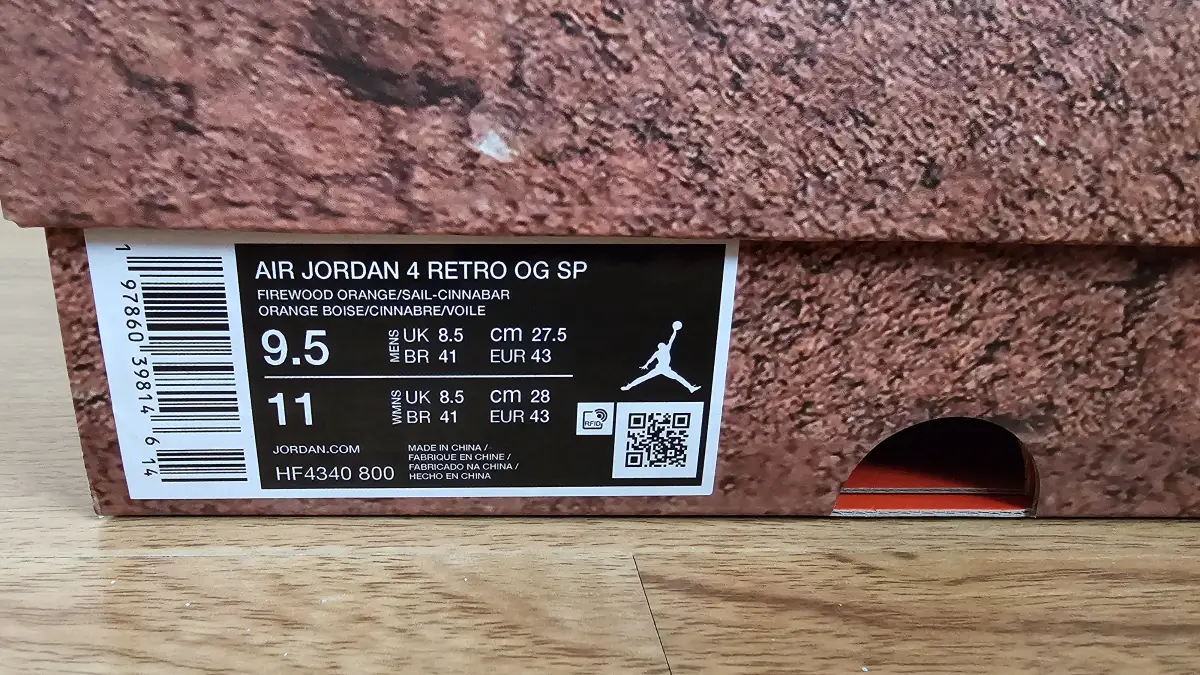 AIR JORDAN 4 RETRO OG SP
FIREWOOD ORANGE/SAIL-CINNABAR
ORANGE BOISE/CINNABRE/VOILE
9.5 MENS UK 8.5 cm 27.5
BR 41 EUR 43
11 WMNS UK 8.5 cm 28
BR 41 EUR 43
RFID
JORDAN.COM
HF4340 800
MADE IN CHINA /
FABRIQUE EN CHINE /
FABRICADO NA CHINA /
HECHO EN CHINA
1 97860 39814 6 14